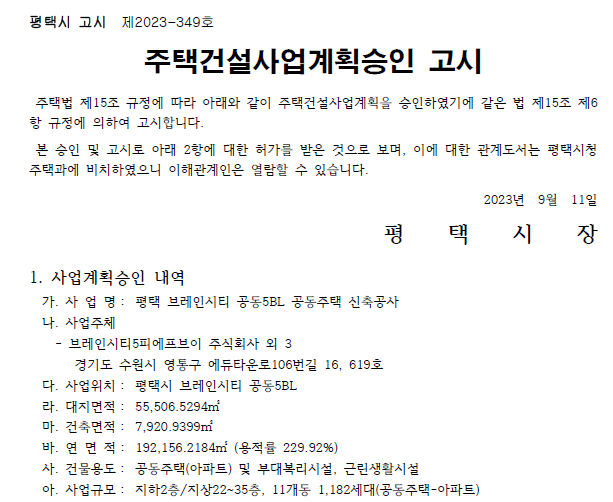 평택시 고시 제2023-349호
주택건설사업계획승인 고시
주택법 제15조 규정에 따라 아래와 같이 주택건설사업계획을 승인하였기에 같은 법 제15조 제6
항 규정에 의하여 고시합니다.
본 승인 및 고시로 아래 2항에 대한 허가를 받은 것으로 보며, 이에 대한 관계도서는 평택시청
주택과에 비치하였으니 이해관계인은 열람할 수 있습니다.
2023년 9월 11일
평 택 시 장
1. 사업계획승인 내역
가. 사 업 명 : 평택 브레인시티 공동5BL 공동주택 신축공사
나. 사업주체
- 브레인시티5피에프브이 주식회사 외 3
경기도 수원시 영통구 에듀타운로106번길 16, 619호
다. 사업위치 : 평택시 브레인시티 공동5BL
라. 대지면적 : 55,506.5294㎡
마. 건축면적 : 7,920.9399㎡
바. 연 면 적 : 192,156.2184㎡ (용적률 229.92%)
사. 건물용도 : 공동주택(아파트) 및 부대복리시설, 근린생활시설
아. 사업규모 : 지하2층/지상22~35층, 11개동 1,182세대(공동주택-아파트)